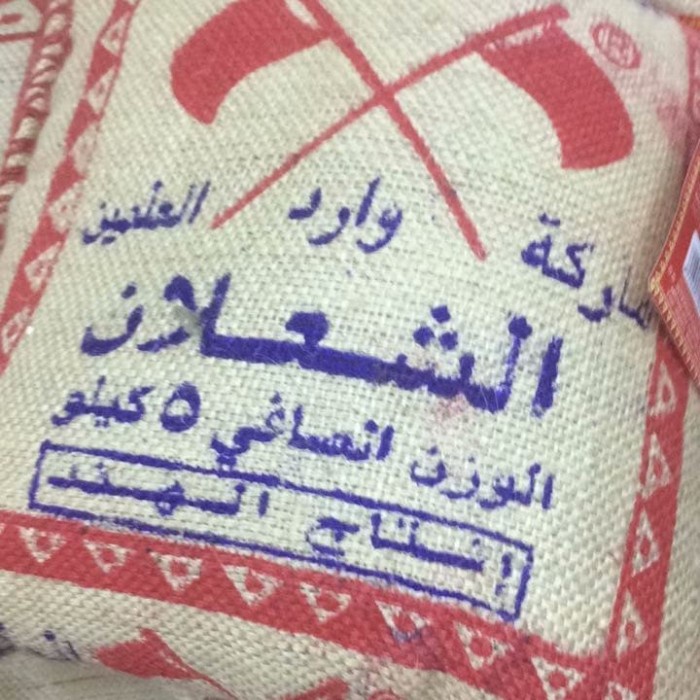 ماركة وارد العلمين
الشعلان
الوزن الصافي ٥ كيلو
إنتاج الهند